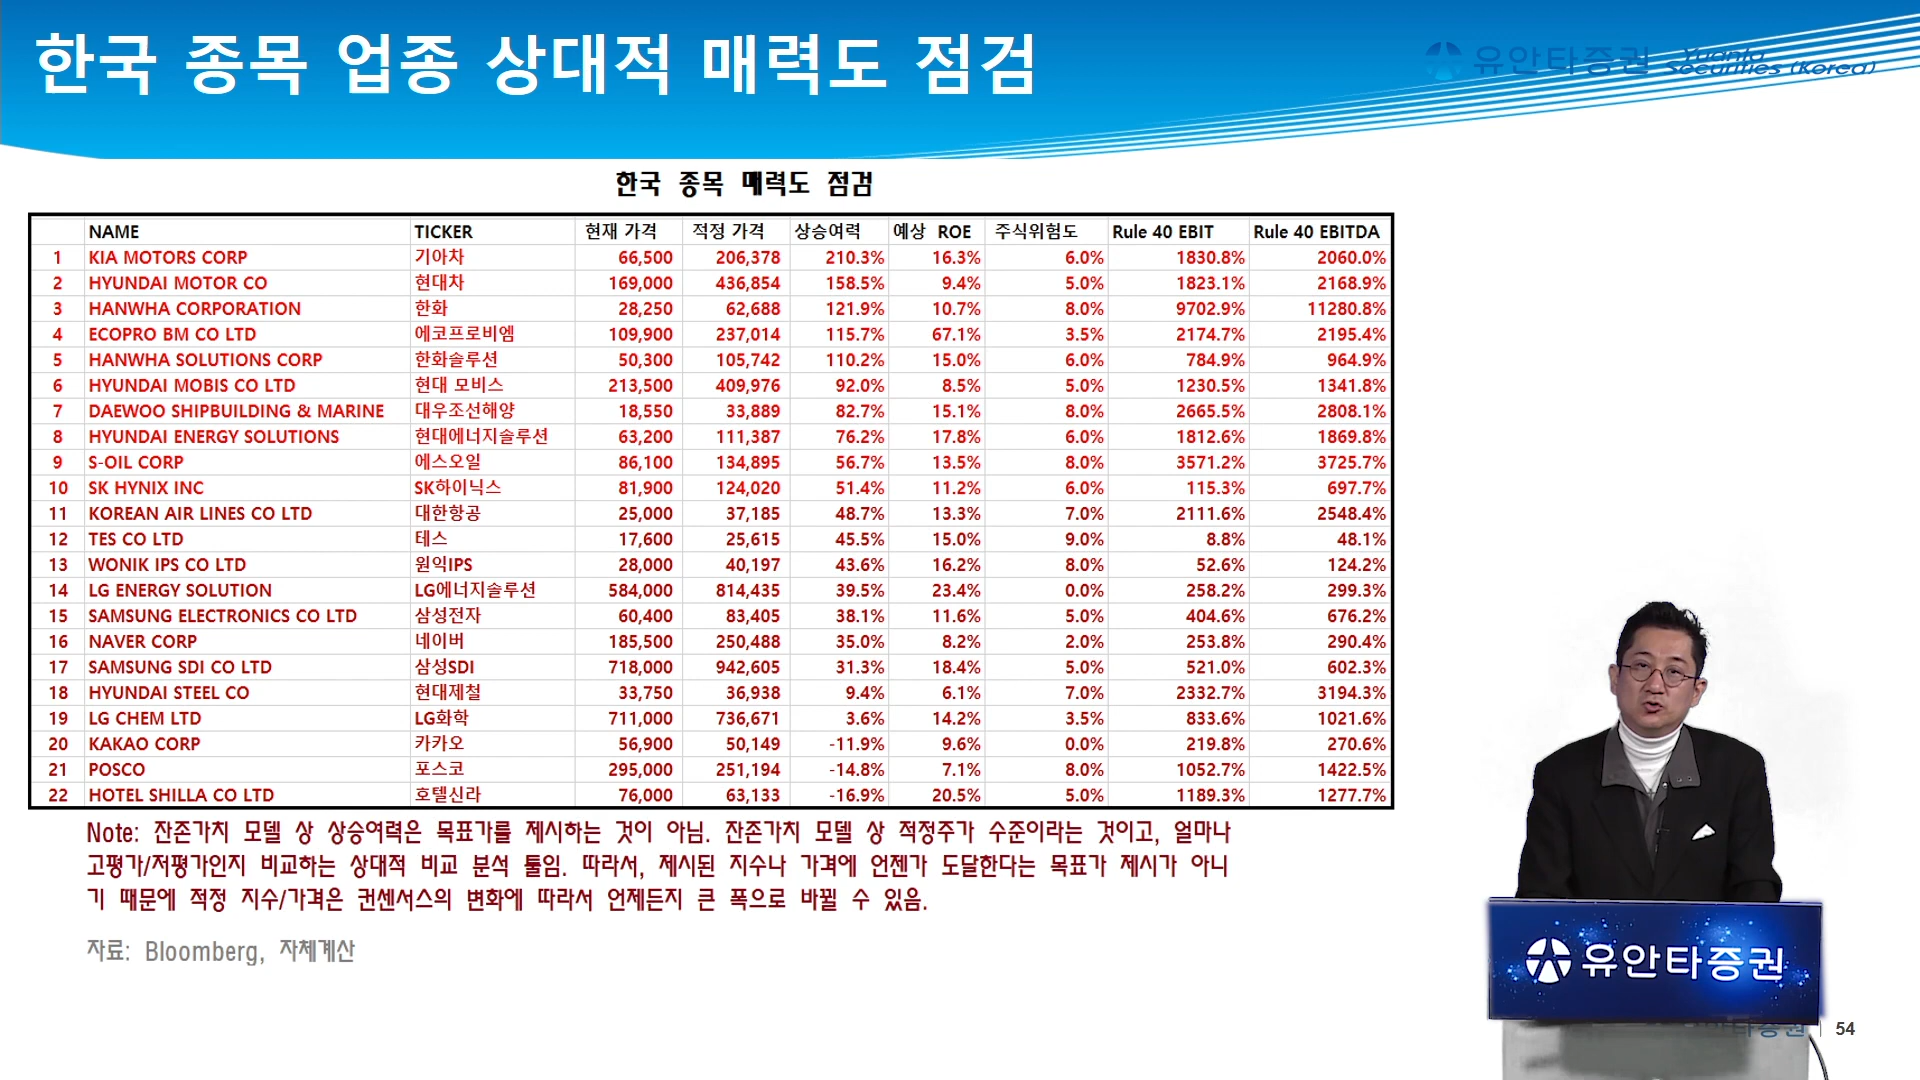 한국 종목 업종 상대적 매력도 점검
유안타증권 Yuanta Securities (Korea)
한국 종목 매력도 점검
NAME TICKER 현재 가격 적정 가격 상승여력 예상 ROE 주식위험도 Rule 40 EBIT Rule 40 EBITDA
1 KIA MOTORS CORP 기아차 66,500 206,378 210.3% 16.3% 6.0% 1830.8% 2060.0%
2 HYUNDAI MOTOR CO 현대차 169,000 436,854 158.5% 9.4% 5.0% 1823.1% 2168.9%
3 HANWHA CORPORATION 한화 28,250 62,688 121.9% 10.7% 8.0% 9702.9% 11280.8%
4 ECOPRO BM CO LTD 에코프로비엠 109,900 237,014 115.7% 67.1% 3.5% 2174.7% 2195.4%
5 HANWHA SOLUTIONS CORP 한화솔루션 50,300 105,742 110.2% 15.0% 6.0% 784.9% 964.9%
6 HYUNDAI MOBIS CO LTD 현대 모비스 213,500 409,976 92.0% 8.5% 5.0% 1230.5% 1341.8%
7 DAEWOO SHIPBUILDING & MARINE 대우조선해양 18,550 33,889 82.7% 15.1% 8.0% 2665.5% 2808.1%
8 HYUNDAI ENERGY SOLUTIONS 현대에너지솔루션 63,200 111,387 76.2% 17.8% 6.0% 1812.6% 1869.8%
9 S-OIL CORP 에스오일 86,100 134,895 56.7% 13.5% 8.0% 3571.2% 3725.7%
10 SK HYNIX INC SK하이닉스 81,900 124,020 51.4% 11.2% 6.0% 115.3% 697.7%
11 KOREAN AIR LINES CO LTD 대한항공 25,000 37,185 48.7% 13.3% 7.0% 2111.6% 2548.4%
12 TES CO LTD 테스 17,600 25,615 45.5% 15.0% 9.0% 8.8% 48.1%
13 WONIK IPS CO LTD 원익IPS 28,000 40,197 43.6% 16.2% 8.0% 52.6% 124.2%
14 LG ENERGY SOLUTION LG에너지솔루션 584,000 814,435 39.5% 23.4% 0.0% 258.2% 299.3%
15 SAMSUNG ELECTRONICS CO LTD 삼성전자 60,400 83,405 38.1% 11.6% 5.0% 404.6% 676.2%
16 NAVER CORP 네이버 185,500 250,488 35.0% 8.2% 2.0% 253.8% 290.4%
17 SAMSUNG SDI CO LTD 삼성SDI 718,000 942,605 31.3% 18.4% 5.0% 521.0% 602.3%
18 HYUNDAI STEEL CO 현대제철 33,750 36,938 9.4% 6.1% 7.0% 2332.7% 3194.3%
19 LG CHEM LTD LG화학 711,000 736,671 3.6% 14.2% 3.5% 833.6% 1021.6%
20 KAKAO CORP 카카오 56,900 50,149 -11.9% 9.6% 0.0% 219.8% 270.6%
21 POSCO 포스코 295,000 251,194 -14.8% 7.1% 8.0% 1052.7% 1422.5%
22 HOTEL SHILLA CO LTD 호텔신라 76,000 63,133 -16.9% 20.5% 5.0% 1189.3% 1277.7%
Note: 잔존가치 모델 상 상승여력은 목표가를 제시하는 것이 아님. 잔존가치 모델 상 적정주가 수준이라는 것이고, 얼마나
고평가/저평가인지 비교하는 상대적 비교 분석 툴임. 따라서, 제시된 지수나 가격에 언젠가 도달한다는 목표가 제시가 아니
기 때문에 적정 지수/가격은 컨센서스의 변화에 따라서 언제든지 큰 폭으로 바뀔 수 있음.
자료: Bloomberg, 자체계산
유안타증권
54